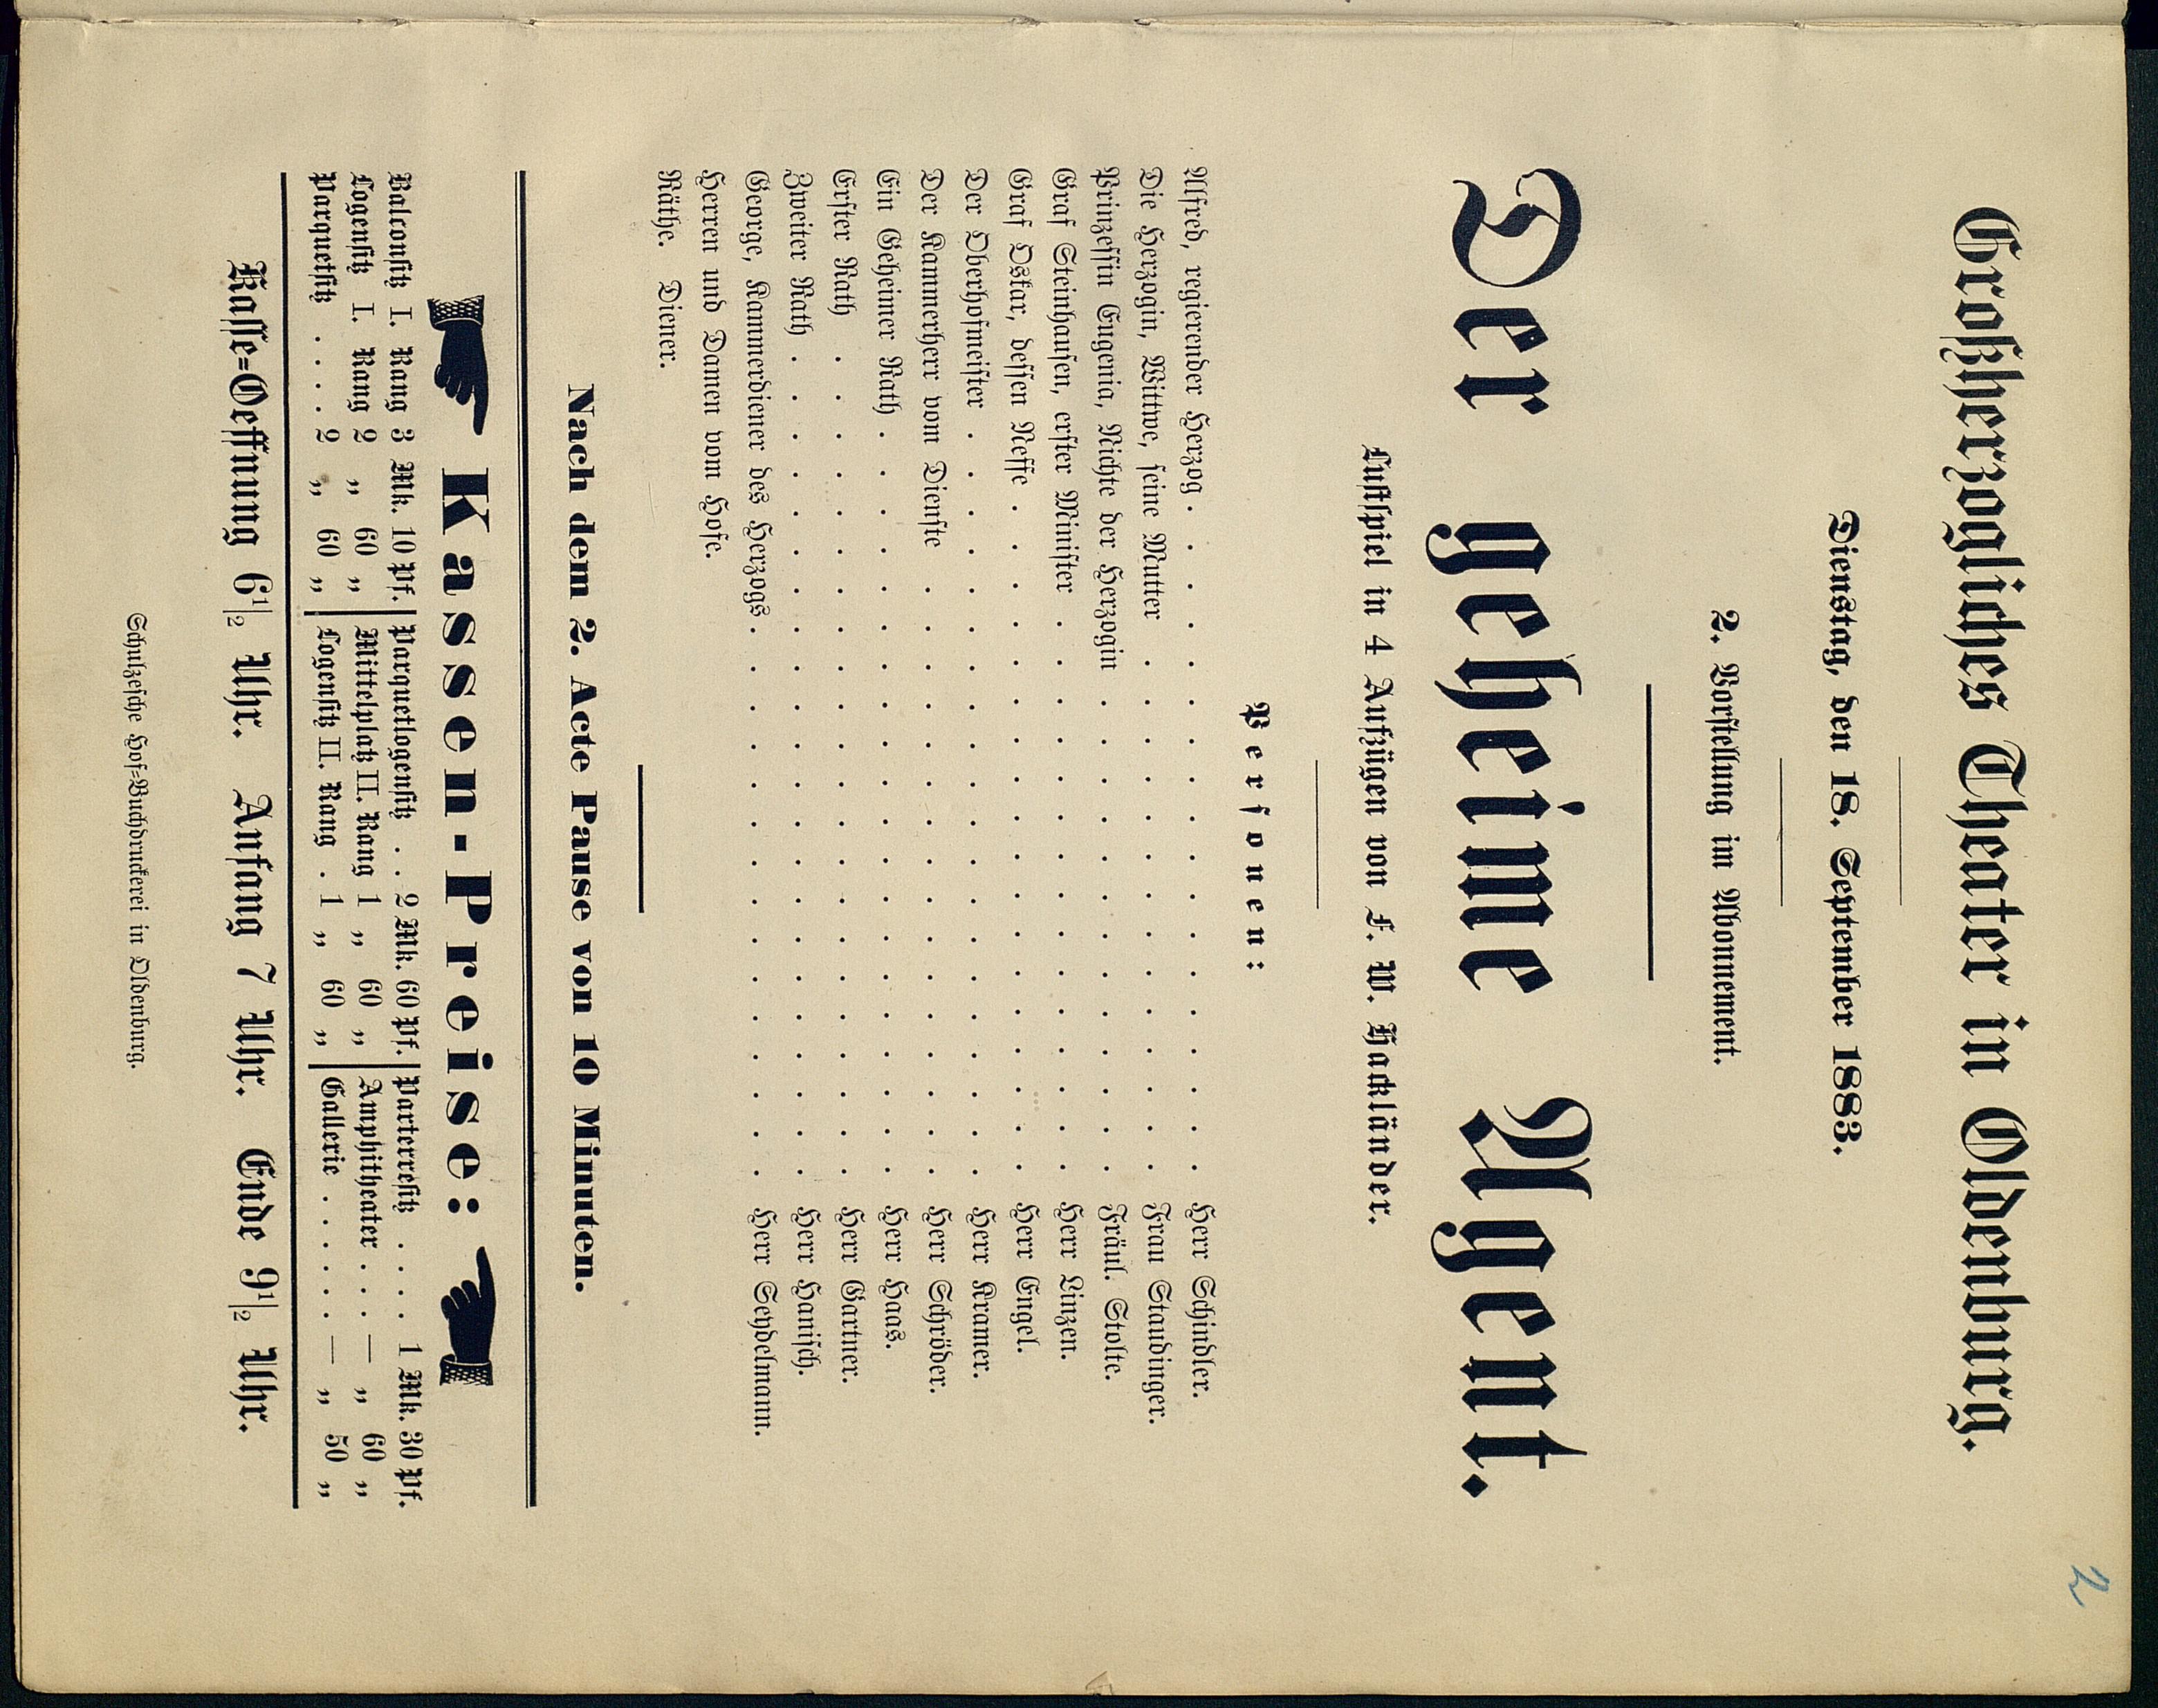 2
Großherzogliches Theater in Oldenburg.
Dienstag, den 18. September 1883.
2. Vorstellung im Abonnement.
Der geheime Agent.
Lustspiel in 4 Aufzügen von F. W. Hackländer.
Personen:
Alfred, regierender Herzog . . . . . . . . . . . . . . . . . . Herr Schindler.
Die Herzogin, Wittwe, seine Mutter . . . . . . . . . . . . . . Frau Staudinger.
Prinzessin Eugenia, Nichte der Herzogin . . . . . . . . . . . . . Fräul. Stolte.
Graf Steinhausen, erster Minister . . . . . . . . . . . . . . . Herr Linzen.
Graf Oskar, dessen Neffe . . . . . . . . . . . . . . . . . . Herr Engel.
Der Oberhofmeister . . . . . . . . . . . . . . . . . . . . Herr Kramer.
Der Kammerherr vom Dienste . . . . . . . . . . . . . . . . Herr Schröder.
Ein Geheimer Rath . . . . . . . . . . . . . . . . . . . . Herr Haas.
Erster Rath . . . . . . . . . . . . . . . . . . . . . . Herr Gartner.
Zweiter Rath . . . . . . . . . . . . . . . . . . . . . . Herr Hanisch.
George, Kammerdiener des Herzogs . . . . . . . . . . . . . . . Herr Seydelmann.
Herren und Damen vom Hofe.
Räthe. Diener.
Nach dem 2. Acte Pause von 10 Minuten.
Kassen-Preise:
Balconsitz I. Rang 3 Mk. 10 Pf. | Parquetlogensitz . . 2 Mk. 60 Pf. | Parterresitz . . . . 1 Mk. 30 Pf.
Logensitz I. Rang 2 „ 60 „ | Mittelplatz II. Rang 1 „ 60 „ | Amphitheater . . . — „ 60 „
Parquetsitz . . . . 2 „ 60 „ | Logensitz II. Rang . 1 „ 60 „ | Gallerie . . . . . . — „ 50 „
Kasse-Oeffnung 6½ Uhr. Anfang 7 Uhr. Ende 9½ Uhr.
Schulzesche Hof-Buchdruckerei in Oldenburg.